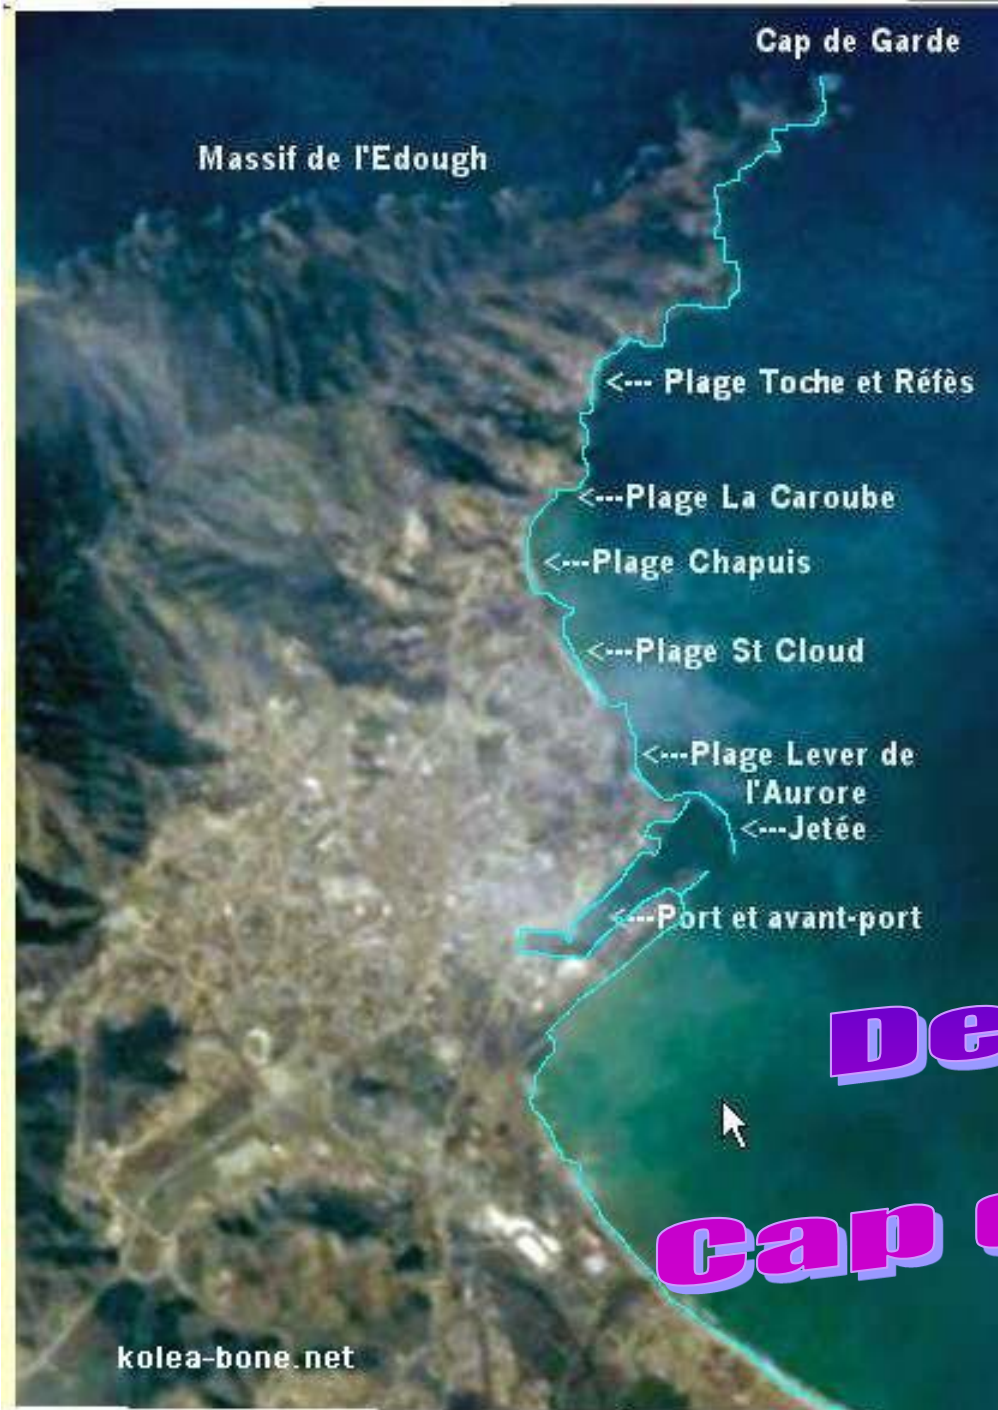 Cap de Garde
Massif de l'Edough
<--- Plage Toche et Réfès
<---Plage La Caroube
<---Plage Chapuis
<---Plage St Cloud
<---Plage Lever de
l'Aurore
<---Jetée
<---Port et avant-port
De
Cap
kolea-bone.net